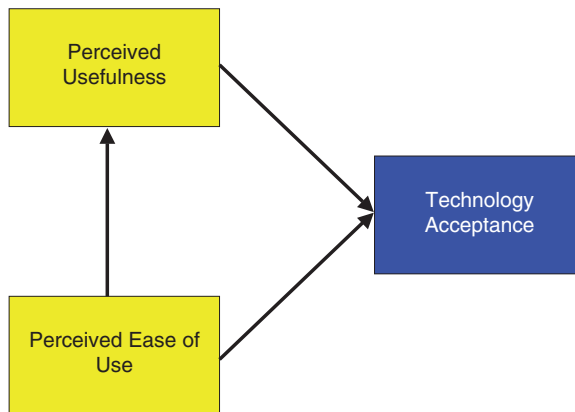 Perceived
Usefulness
Technology
Acceptance
Perceived Ease of
Use